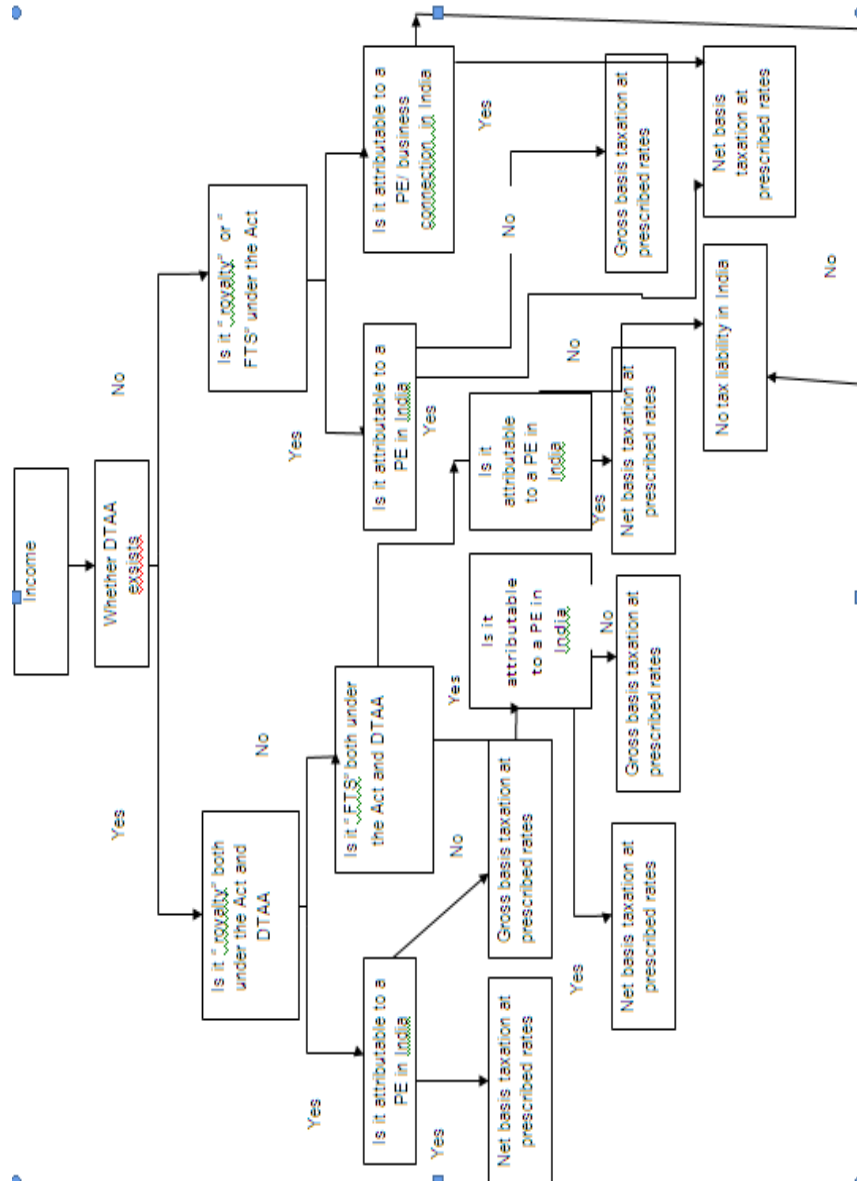 Income
Whether DTAA
exsists
Yes
No
Is it “ royalty” both
under the Act and
DTAA
Is it “ royalty” or “
FTS” under the Act
Yes
No
Yes
Is it attributable to a
PE in India
Is it “ FTS” both under
the Act and DTAA
Is it attributable to a
PE in India
Is it attributable to a
PE/ business
connection in India
Yes
No
Yes
Yes
Yes
Net basis taxation at
prescribed rates
Gross basis taxation at
prescribed rates
Is it
attributable
to a PE in
India
Is it
attributable
to a PE in
India
No
No
Yes
No
Yes
Net basis taxation at
prescribed rates
Gross basis taxation at
prescribed rates
Net basis taxation at
prescribed rates
Gross basis taxation at
prescribed rates
No tax liability in India
Net basis
taxation at
prescribed rates
No